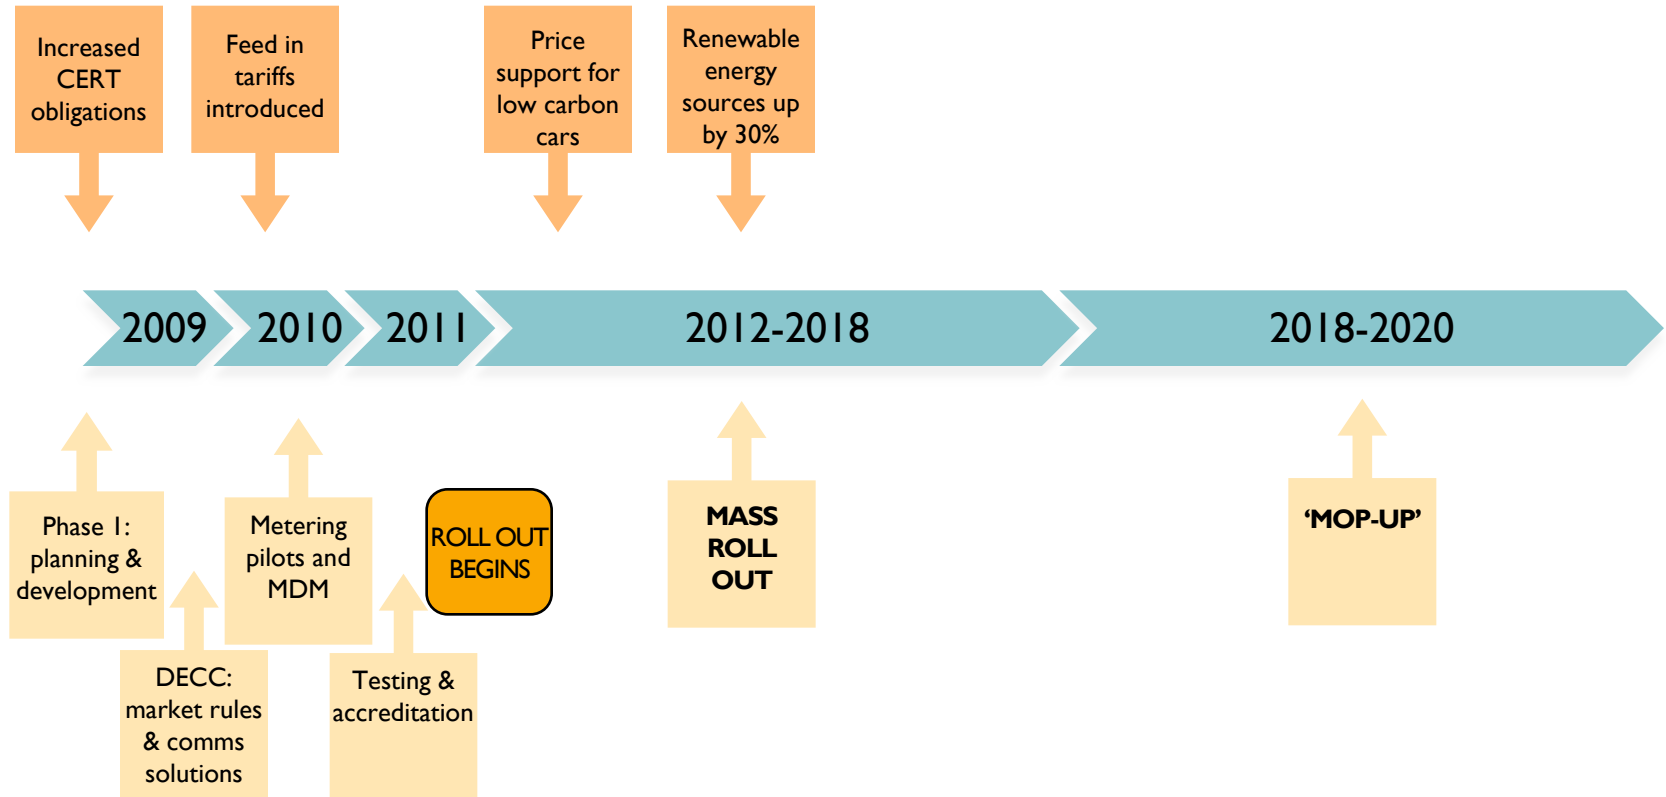 Increased
CERT
obligations
Feed in
tariffs
introduced
Price
support for
low carbon
cars
Renewable
energy
sources up
by 30%
2009
2010
2011
2012-2018
2018-2020
Phase 1:
planning &
development
DECC:
market rules
& comms
solutions
Metering
pilots and
MDM
Testing &
accreditation
ROLL OUT
BEGINS
MASS
ROLL
OUT
‘MOP-UP’